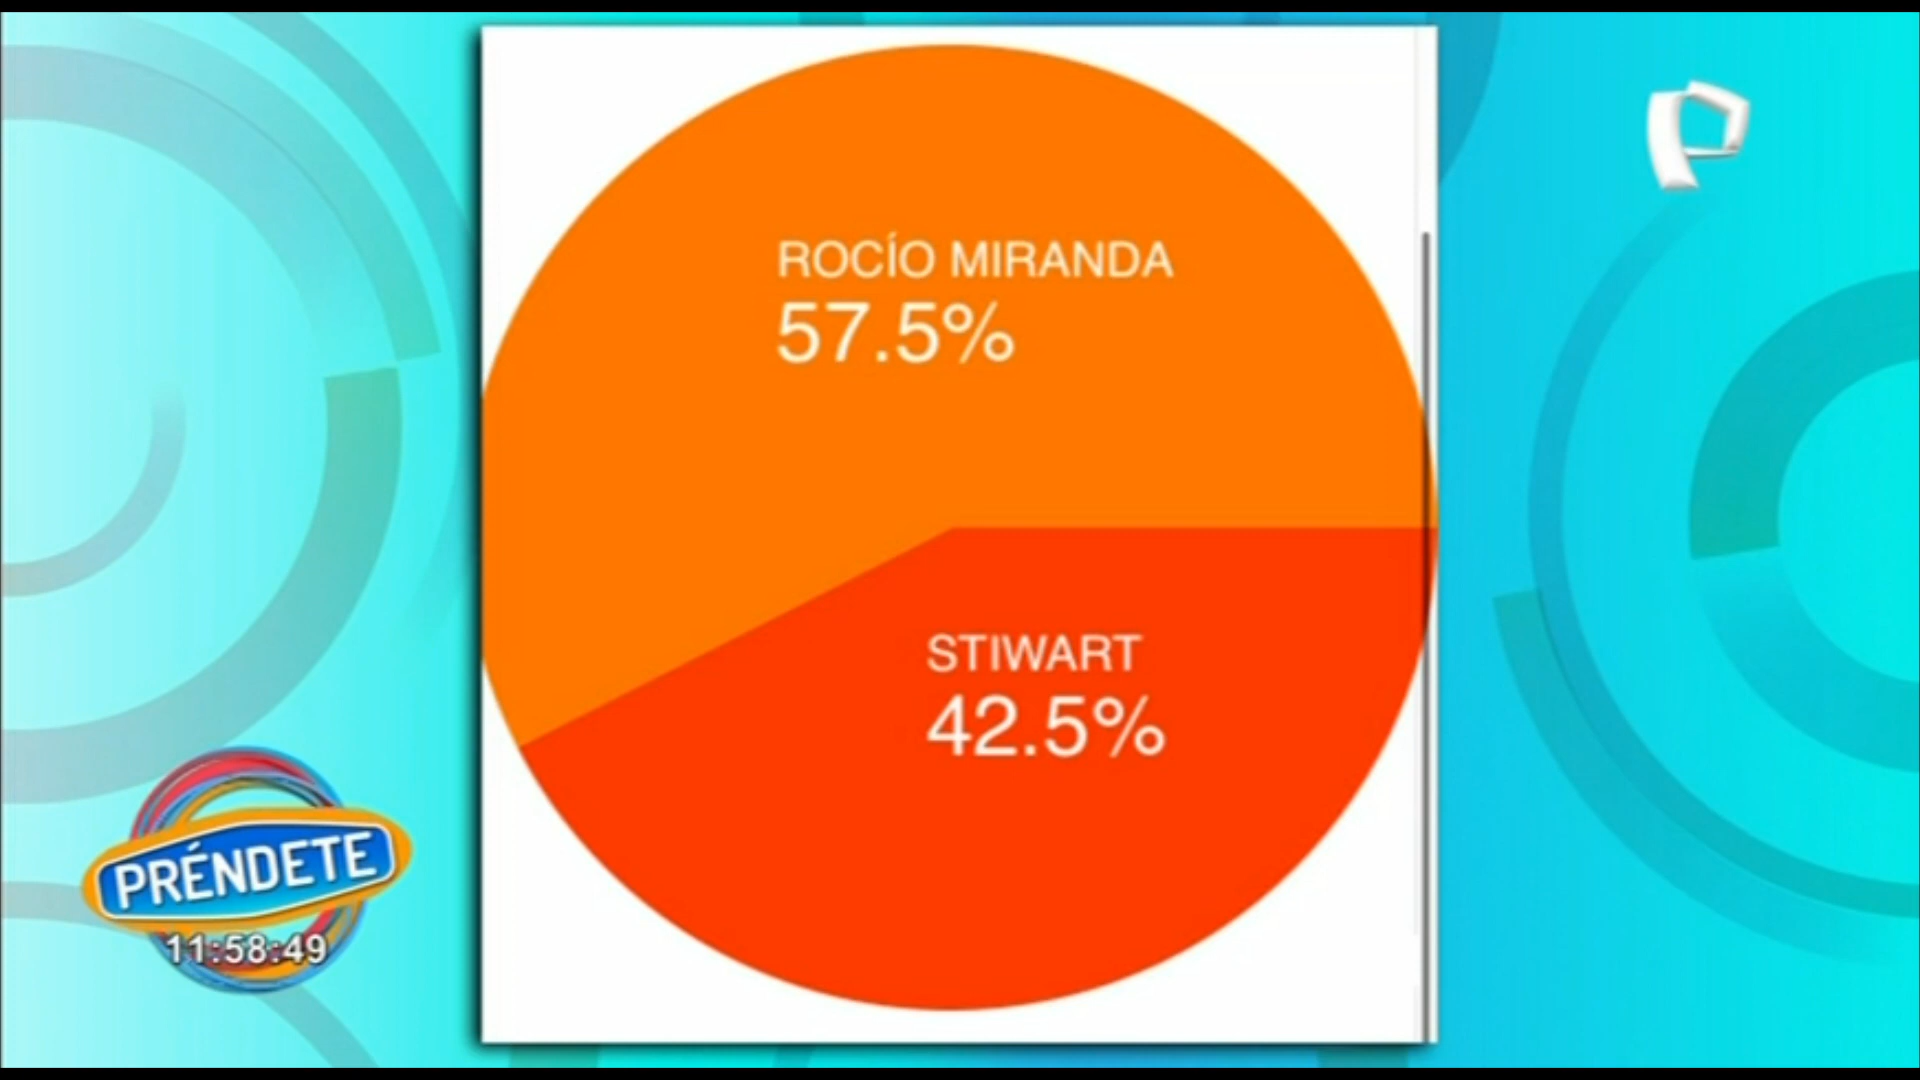 ROCÍO MIRANDA
57.5%
STIWART
42.5%
PRÉNDETE
11:58:49